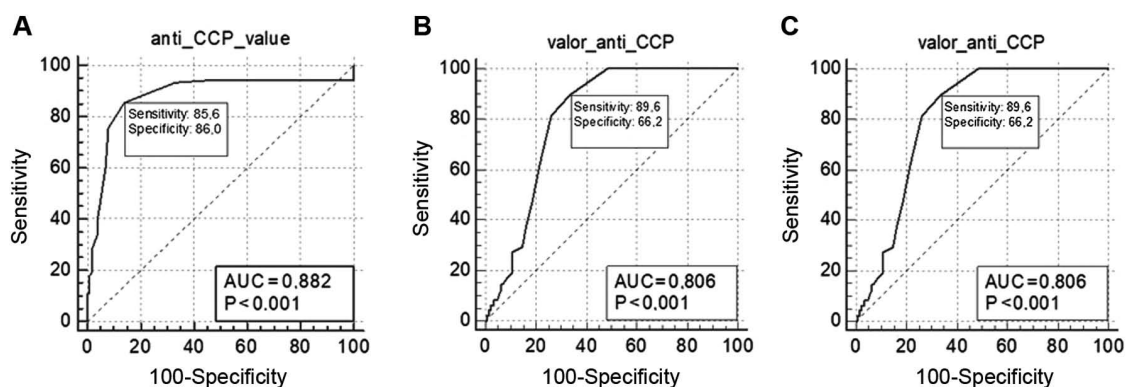 A
anti_CCP_value
Sensitivity
100
80
60
40
20
0
Sensitivity: 85,6
Specificity: 86,0
AUC = 0,882
P < 0.001
0 20 40 60 80 100
100-Specificity
B
valor_anti_CCP
Sensitivity
100
80
60
40
20
0
Sensitivity: 89,6
Specificity: 66,2
AUC = 0.806
P < 0.001
0 20 40 60 80 100
100-Specificity
C
valor_anti_CCP
Sensitivity
100
80
60
40
20
0
Sensitivity: 89,6
Specificity: 66,2
AUC = 0.806
P < 0.001
0 20 40 60 80 100
100-Specificity